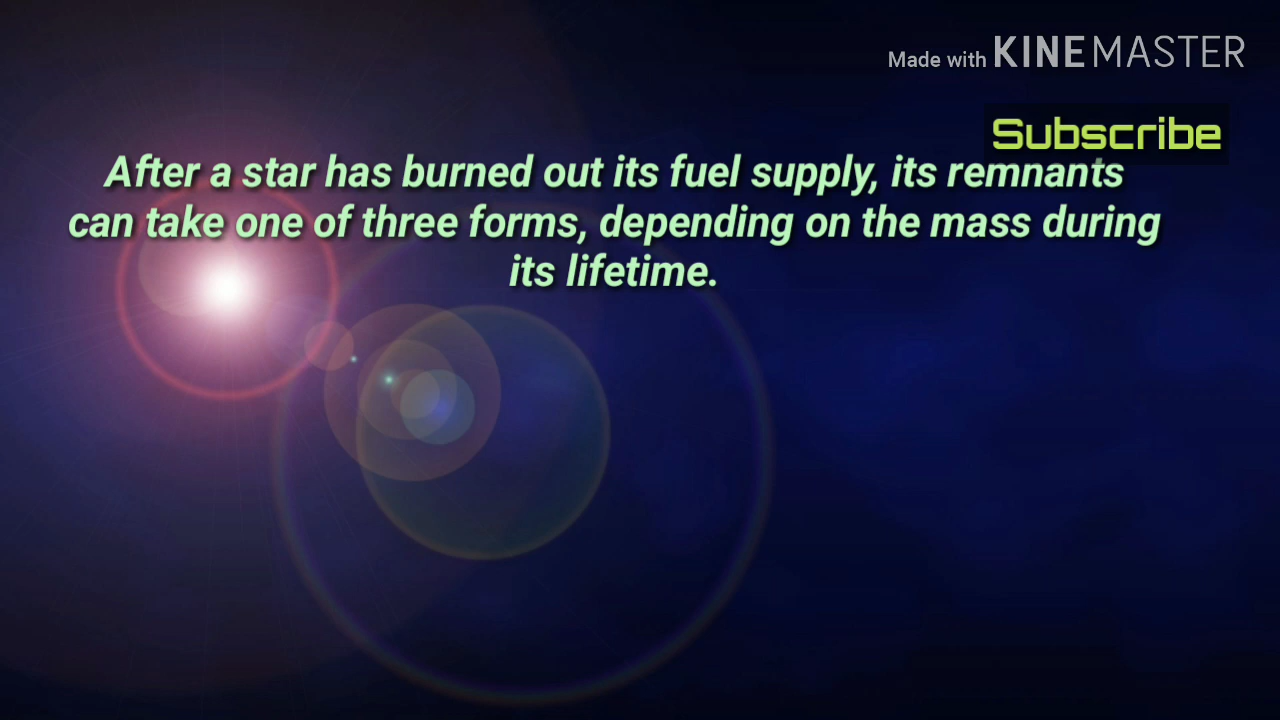 Made with KINEMASTER
Subscribe
After a star has burned out its fuel supply, its remnants
can take one of three forms, depending on the mass during
its lifetime.